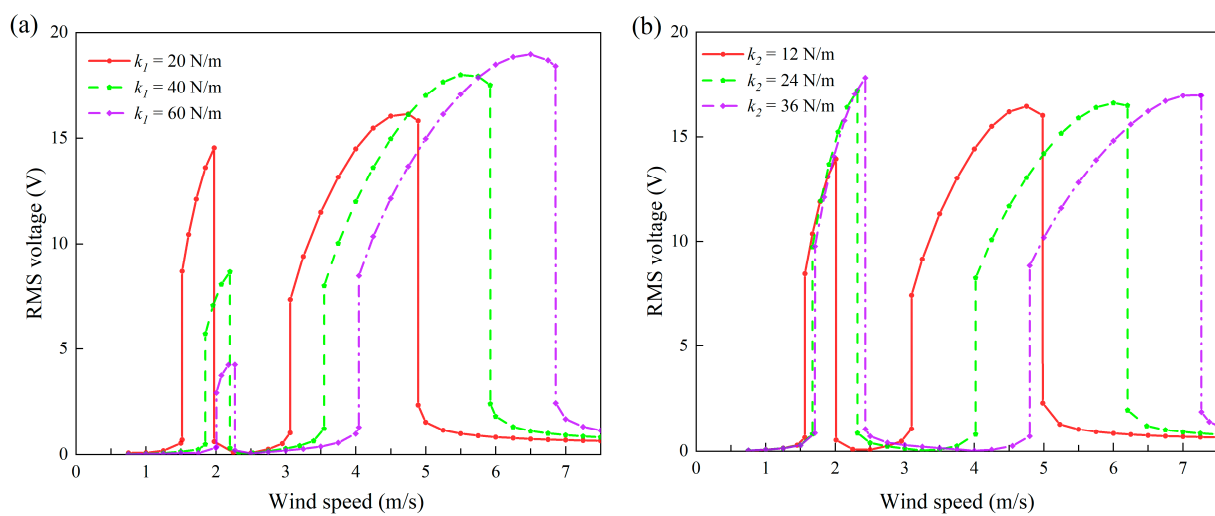 (a)
20
15
10
5
0
RMS voltage (V)
k1 = 20 N/m
k1 = 40 N/m
k1 = 60 N/m
0 1 2 3 4 5 6 7
Wind speed (m/s)
(b)
20
15
10
5
0
RMS voltage (V)
k2 = 12 N/m
k2 = 24 N/m
k2 = 36 N/m
0 1 2 3 4 5 6 7
Wind speed (m/s)